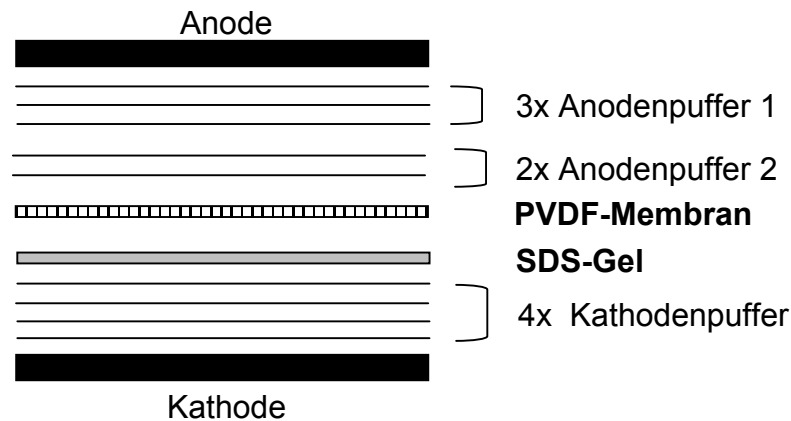 Anode
3x Anodenpuffer 1
2x Anodenpuffer 2
PVDF-Membran
SDS-Gel
4x Kathodenpuffer
Kathode